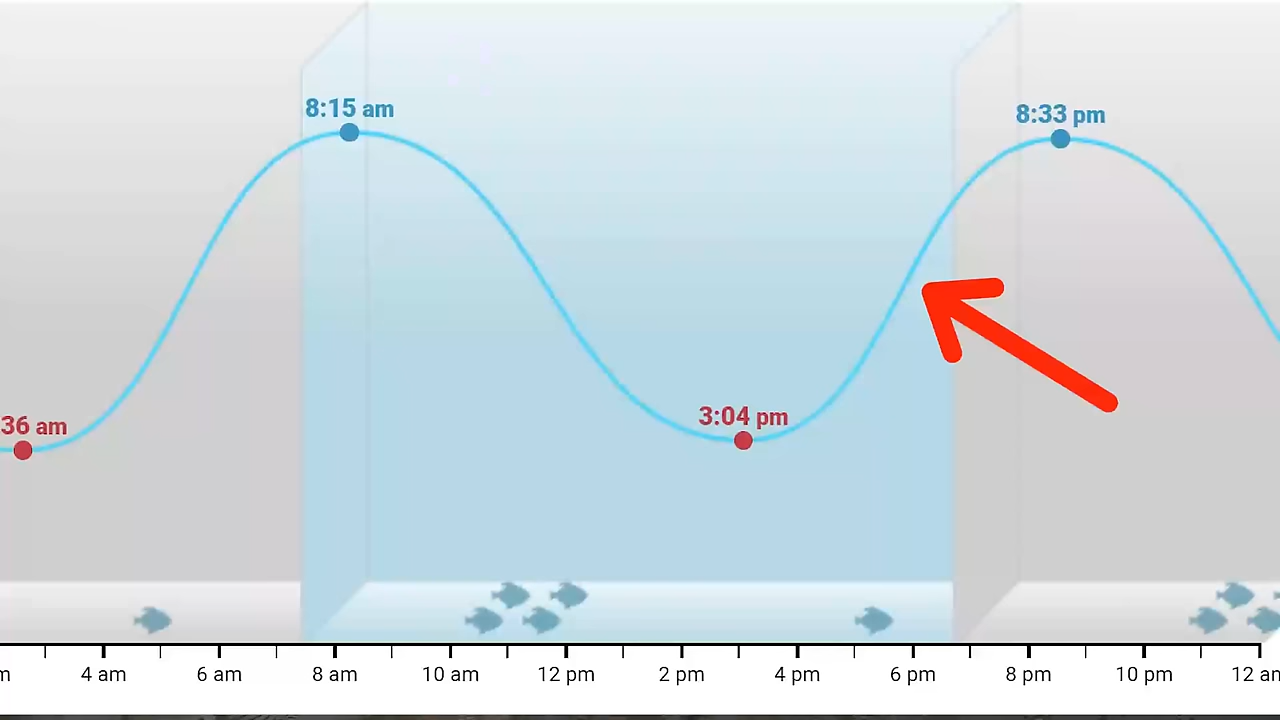 8:15 am
8:33 pm
36 am
3:04 pm
4 am
6 am
8 am
10 am
12 pm
2 pm
4 pm
6 pm
8 pm
10 pm
12 an